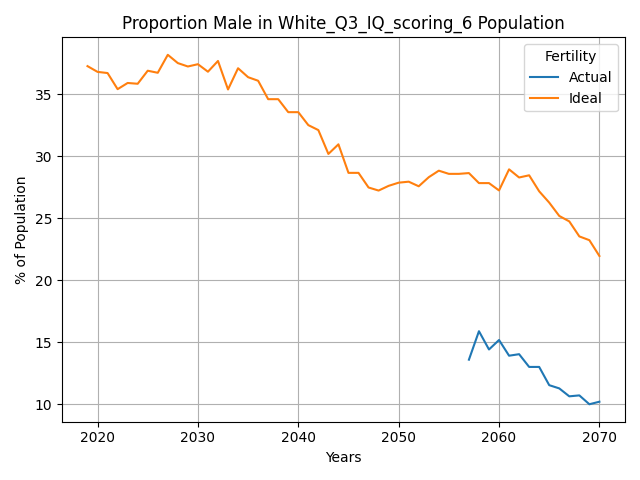 Proportion Male in White_Q3_IQ_scoring_6 Population
Fertility
Actual
Ideal
% of Population
35
30
25
20
15
10
2020
2030
2040
2050
2060
2070
Years